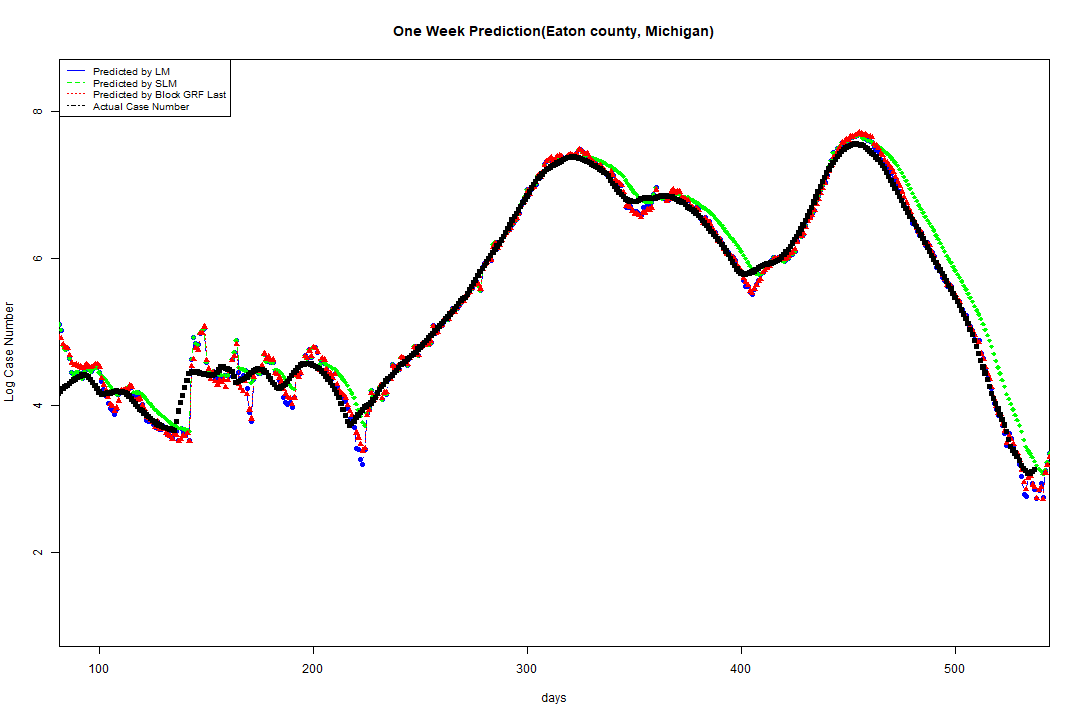 One Week Prediction(Eaton county, Michigan)
Predicted by LM
Predicted by SLM
Predicted by Block GRF Last
Actual Case Number
8
6
4
2
Log Case Number
100 200 300 400 500
days